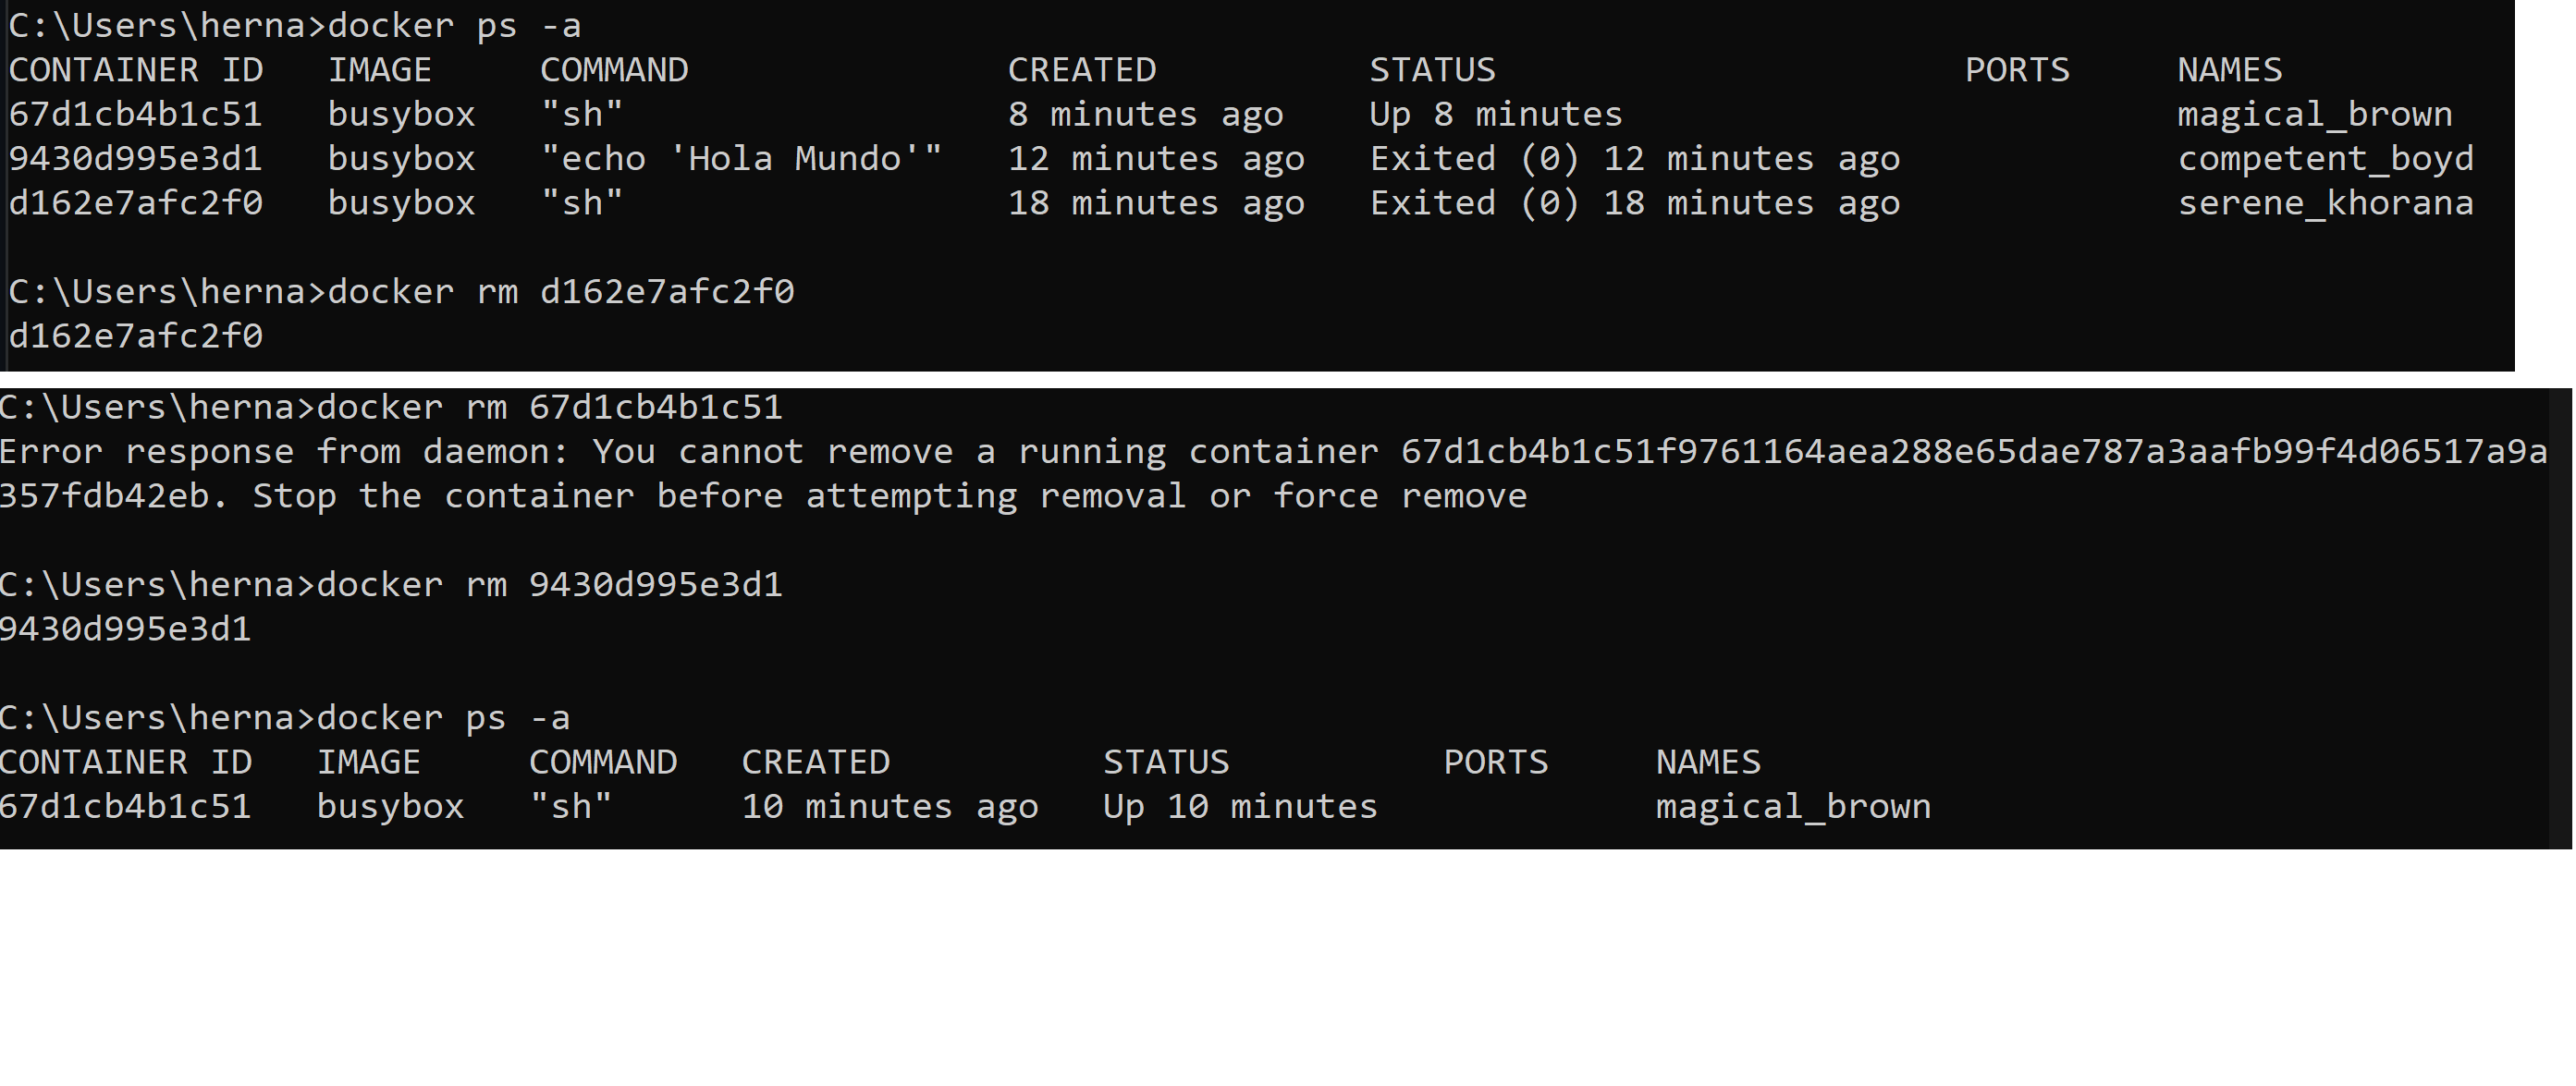 C:\Users\herna>docker ps -a
CONTAINER ID   IMAGE     COMMAND               CREATED          STATUS                      PORTS     NAMES
67d1cb4b1c51   busybox   "sh"                  8 minutes ago    Up 8 minutes                          magical_brown
9430d995e3d1   busybox   "echo 'Hola Mundo'"   12 minutes ago   Exited (0) 12 minutes ago             competent_boyd
d162e7afc2f0   busybox   "sh"                  18 minutes ago   Exited (0) 18 minutes ago             serene_khorana
C:\Users\herna>docker rm d162e7afc2f0
d162e7afc2f0
C:\Users\herna>docker rm 67d1cb4b1c51
Error response from daemon: You cannot remove a running container 67d1cb4b1c51f9761164aea288e65dae787a3aafb99f4d06517a9a
357fdb42eb. Stop the container before attempting removal or force remove
C:\Users\herna>docker rm 9430d995e3d1
9430d995e3d1
C:\Users\herna>docker ps -a
CONTAINER ID   IMAGE     COMMAND   CREATED          STATUS          PORTS     NAMES
67d1cb4b1c51   busybox   "sh"      10 minutes ago   Up 10 minutes             magical_brown